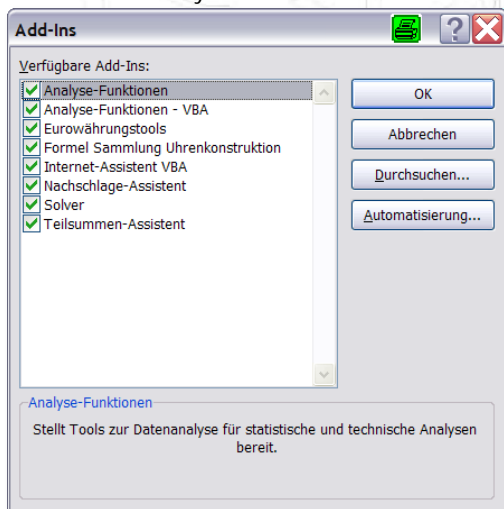 Add-Ins
Verfügbare Add-Ins:
Analyse-Funktionen
Analyse-Funktionen - VBA
Eurowährungstools
Formel Sammlung Uhrenkonstruktion
Internet-Assistent VBA
Nachschlage-Assistent
Solver
Teilsummen-Assistent
OK
Abbrechen
Durchsuchen...
Automatisierung...
Analyse-Funktionen
Stellt Tools zur Datenanalyse für statistische und technische Analysen
bereit.